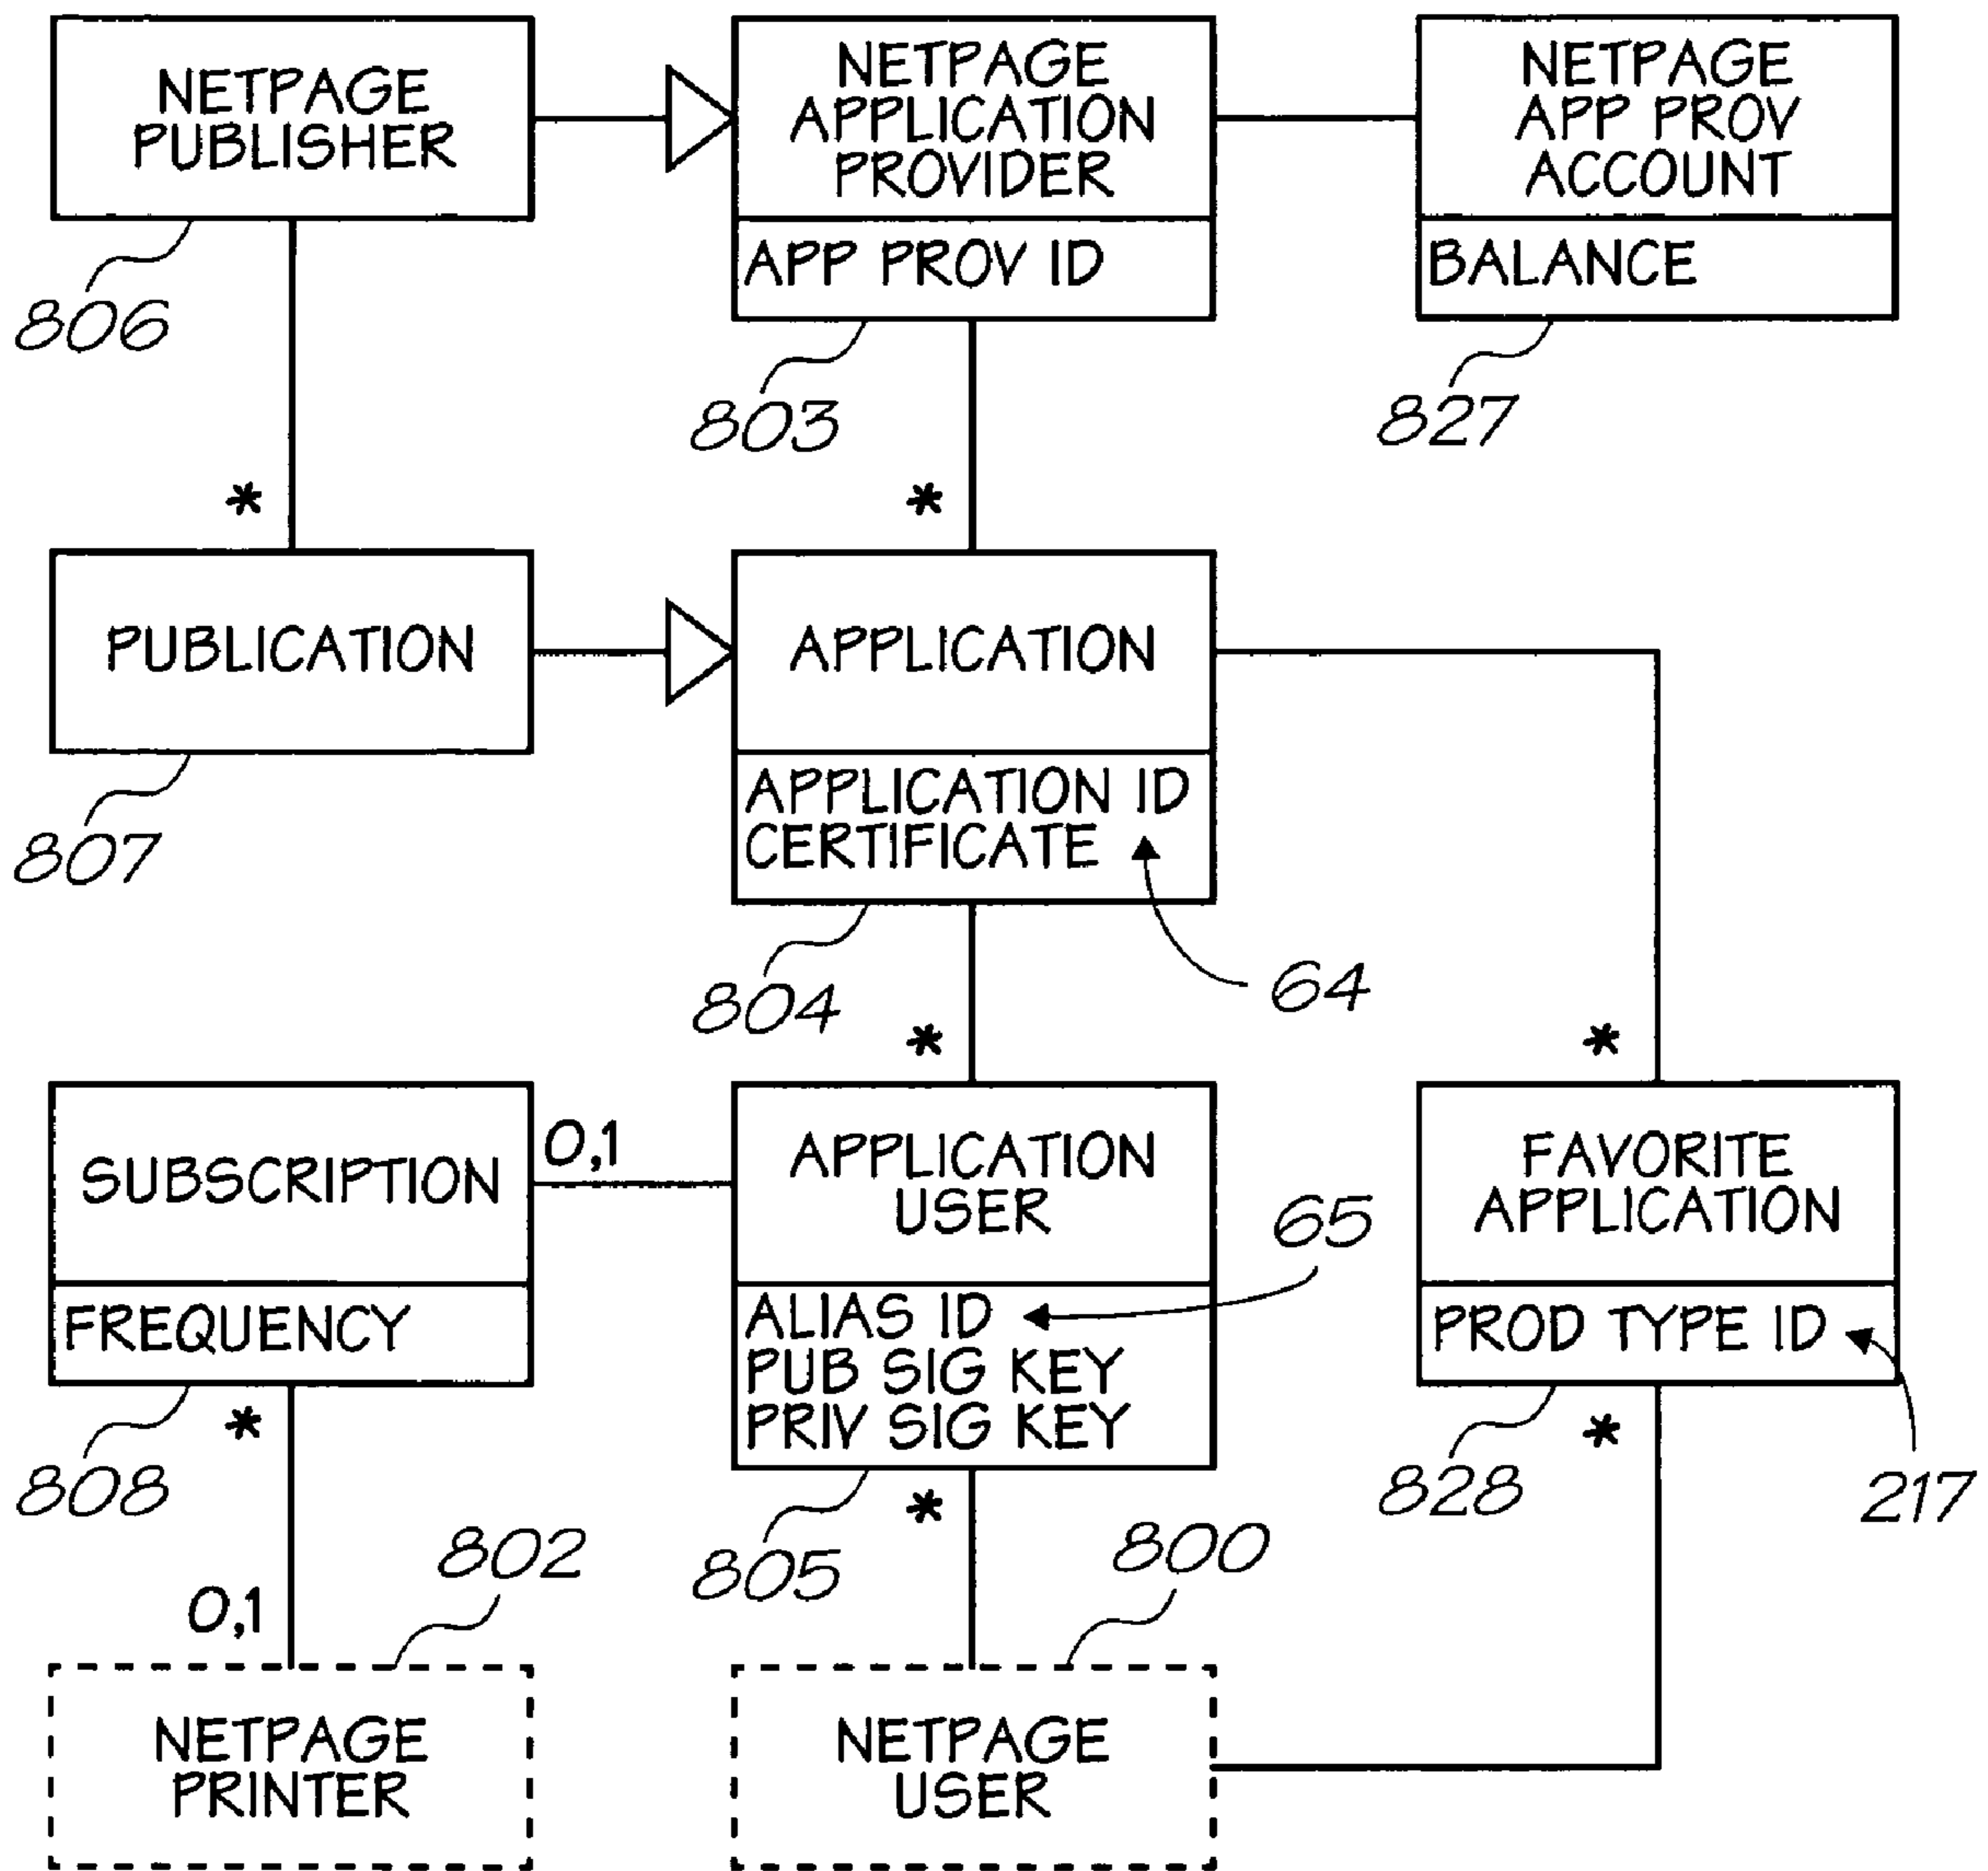 NETPAGE
PUBLISHER
NETPAGE
APPLICATION
PROVIDER
APP PROV ID
NETPAGE
APP PROV
ACCOUNT
BALANCE
806
803
827
*
*
PUBLICATION
APPLICATION
APPLICATION ID
CERTIFICATE
807
804
64
*
*
SUBSCRIPTION
FREQUENCY
0,1
APPLICATION
USER
ALIAS ID
PUB SIG KEY
PRIV SIG KEY
65
FAVORITE
APPLICATION
PROD TYPE ID
808
*
802
805
*
800
828
*
217
0,1
NETPAGE
PRINTER
NETPAGE
USER